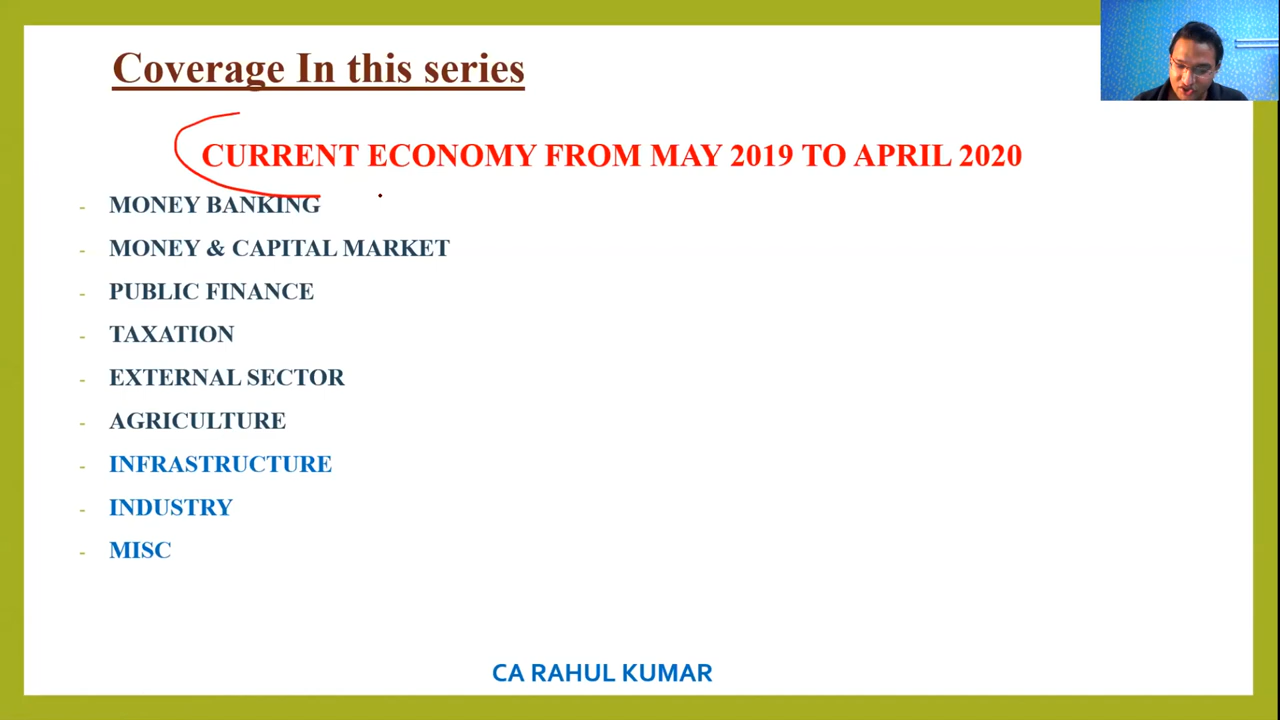 Coverage In this series
CURRENT ECONOMY FROM MAY 2019 TO APRIL 2020
- MONEY BANKING
- MONEY & CAPITAL MARKET
- PUBLIC FINANCE
- TAXATION
- EXTERNAL SECTOR
- AGRICULTURE
- INFRASTRUCTURE
- INDUSTRY
- MISC
CA RAHUL KUMAR